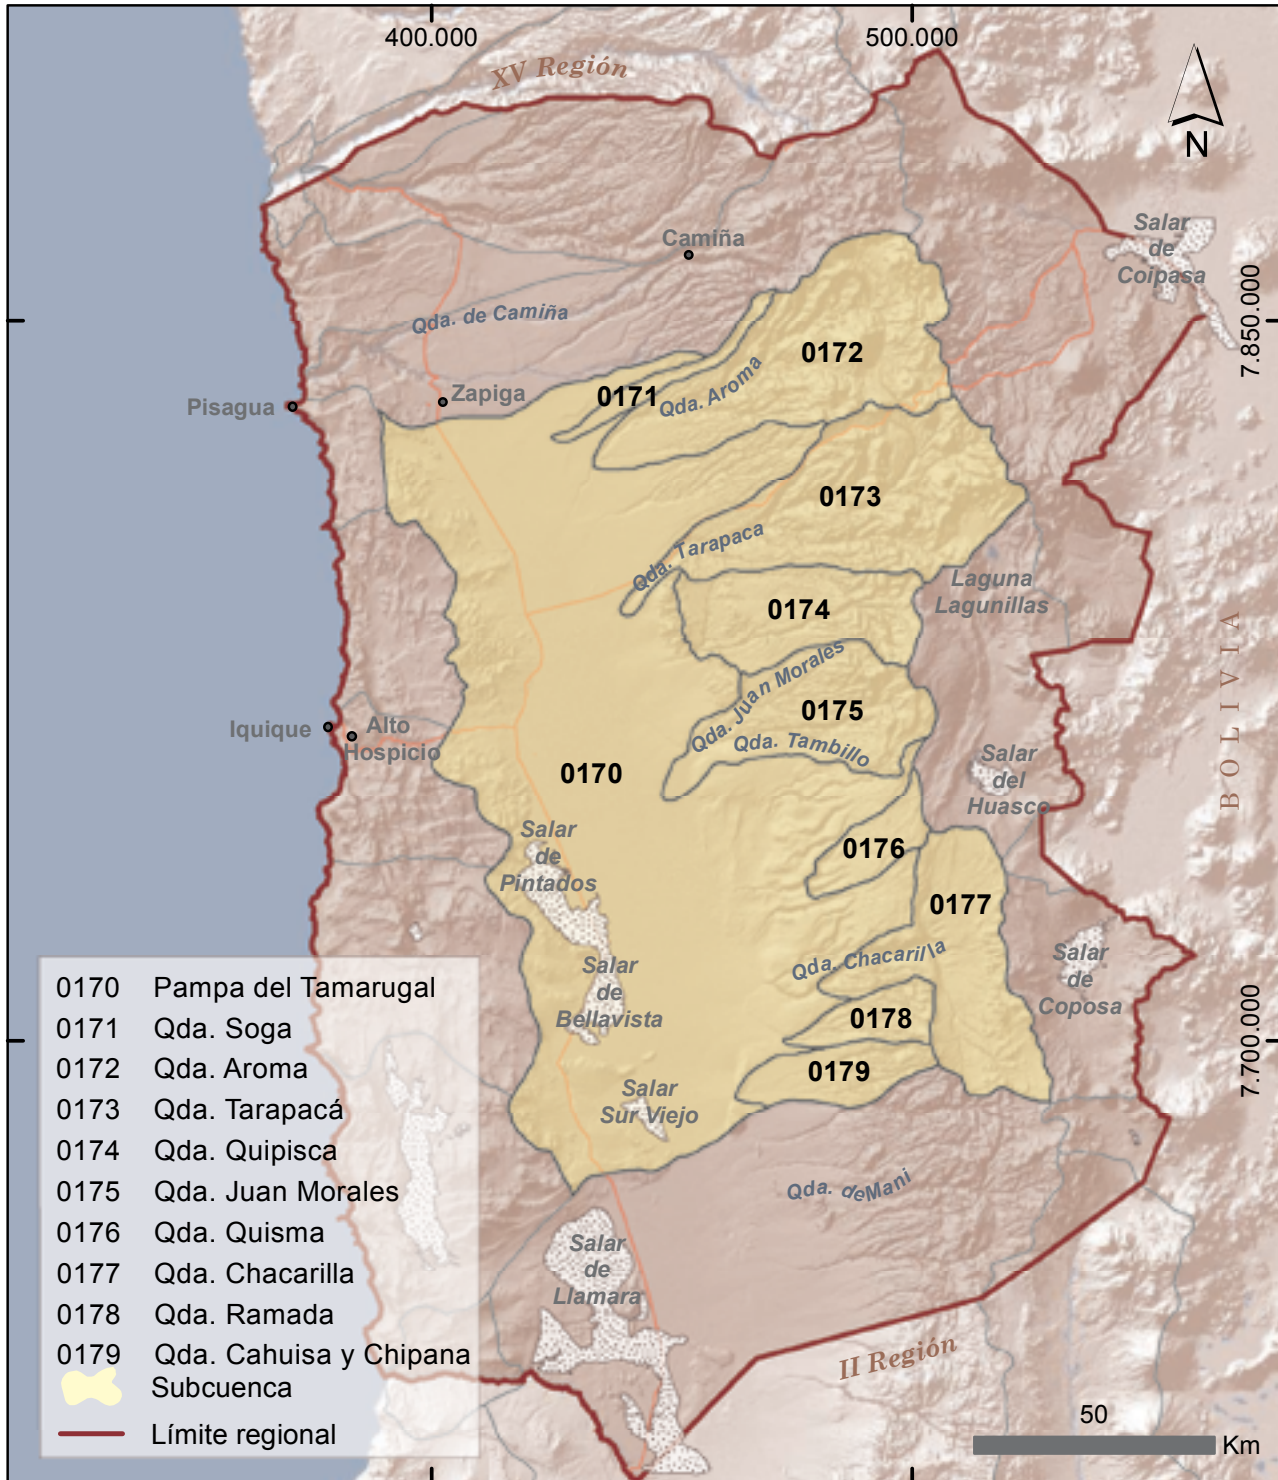 400.000
500.000
XV Región
N
Salar
de
Coipasa
Camiña
Qda. de Camiña
7.850.000
0172
Zapiga
0171
Qda. Aroma
Pisagua
0173
Qda. Tarapaca
Laguna
Lagunillas
0174
BOLIVIA
Qda. Juan Morales
0175
Iquique
Alto
Hospicio
Qda. Tambillo
0170
Salar
del
Huasco
Salar
de
Pintados
0176
0177
Qda. Chacarilla
Salar
de
Coposa
Salar
de
Bellavista
0178
7.700.000
0179
Salar
Sur Viejo
Qda. deMani
Salar
de
Llamara
II Región
0170 Pampa del Tamarugal
0171 Qda. Soga
0172 Qda. Aroma
0173 Qda. Tarapacá
0174 Qda. Quipisca
0175 Qda. Juan Morales
0176 Qda. Quisma
0177 Qda. Chacarilla
0178 Qda. Ramada
0179 Qda. Cahuisa y Chipana
Subcuenca
Límite regional
50
Km